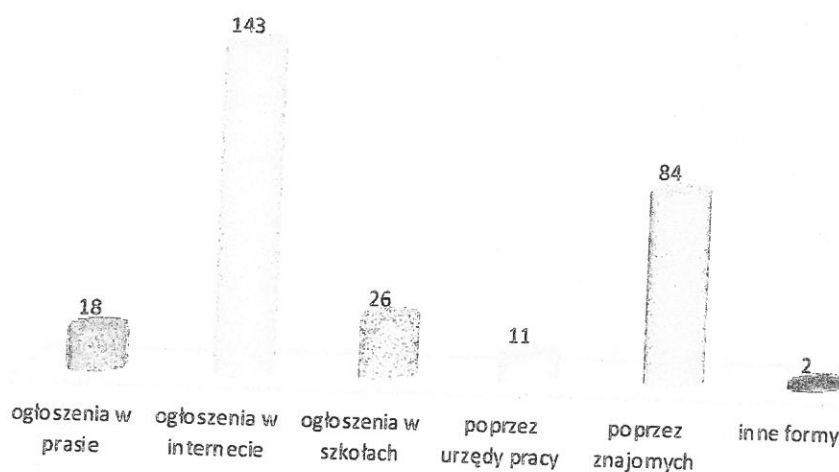 143
84
18
26
11
2
ogłoszenia w prasie
ogłoszenia w internecie
ogłoszenia w szkołach
poprzez urzędy pracy
poprzez znajomych
inne formy